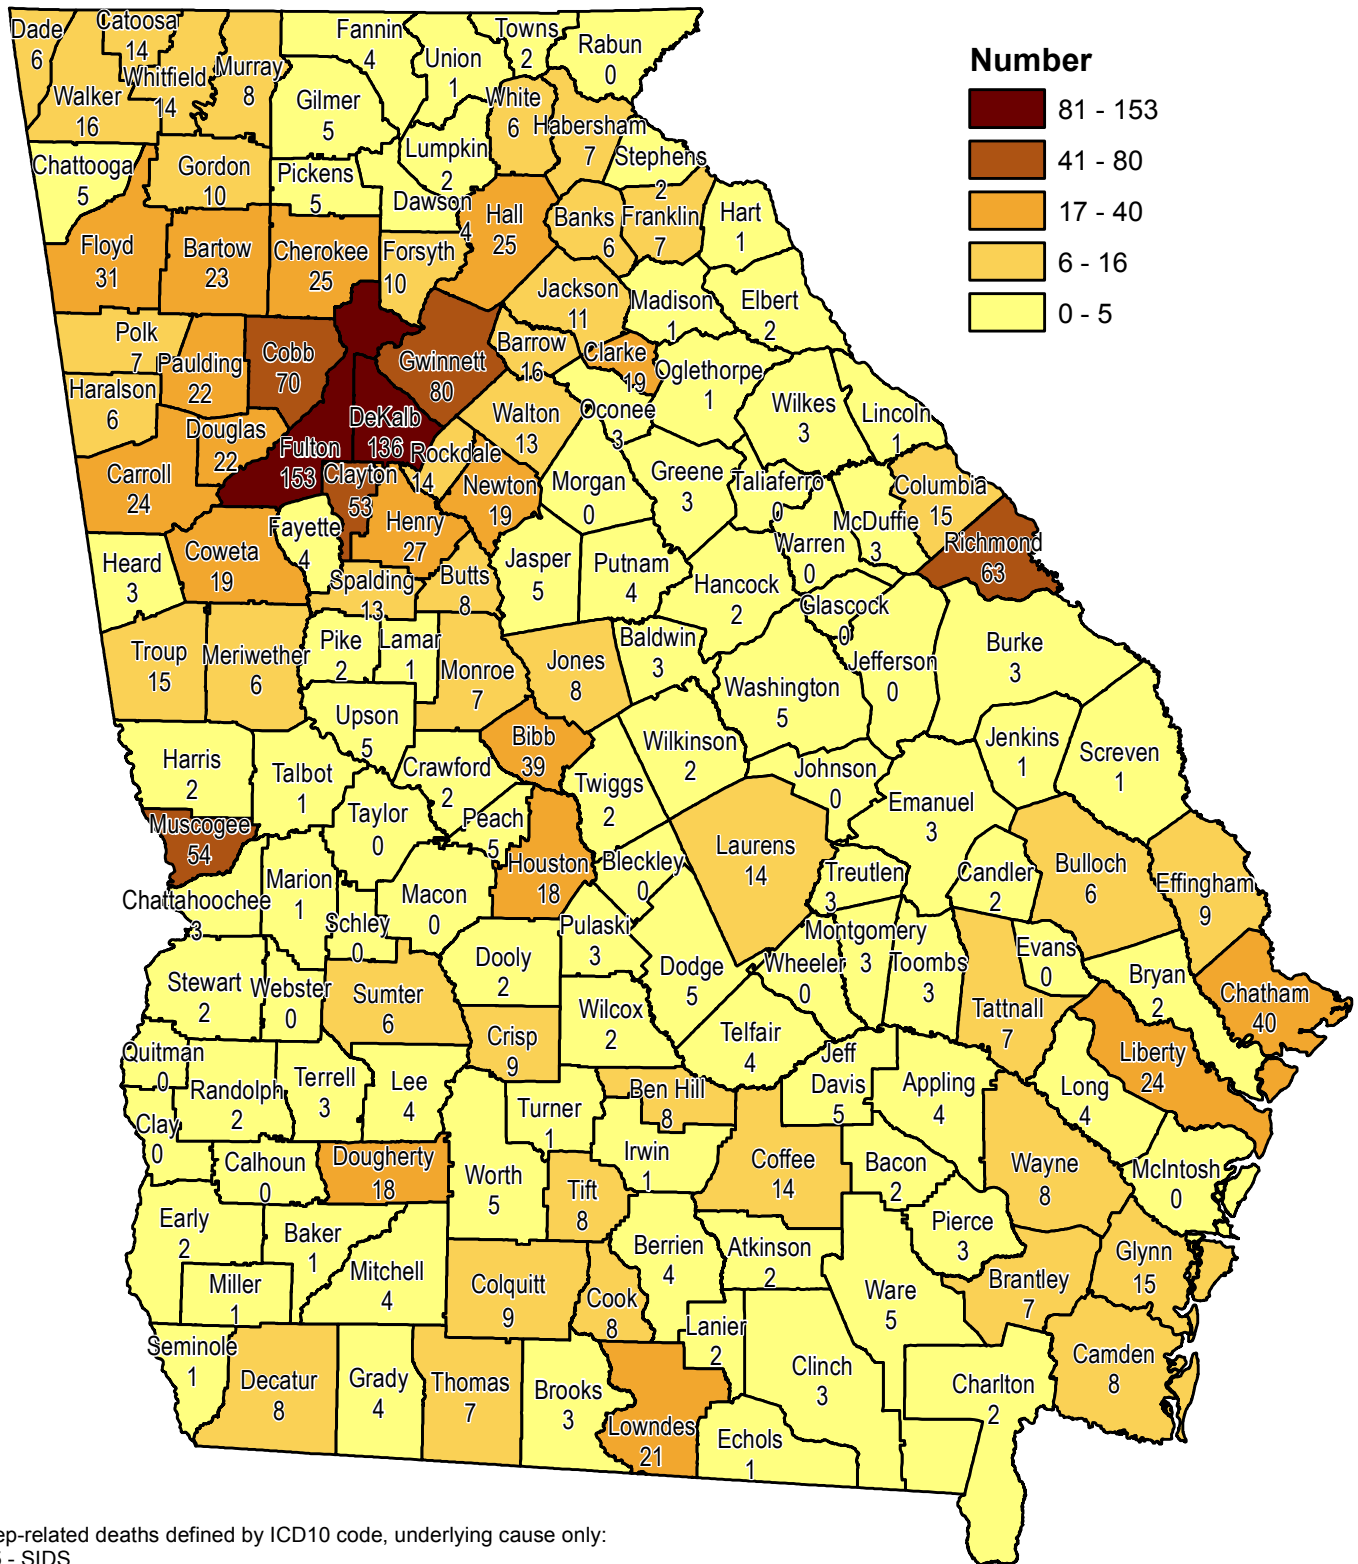 Number
81 - 153
41 - 80
17 - 40
6 - 16
0 - 5
Dade
6
Catoosa
14
Whitfield
14
Murray
8
Walker
16
Fannin
4
Gilmer
5
Union
1
Towns
2
Rabun
0
White
6
Habersham
7
Stephens
2
Lumpkin
2
Chattooga
5
Gordon
10
Pickens
5
Dawson
4
Hall
25
Banks
6
Franklin
7
Hart
1
Floyd
31
Bartow
23
Cherokee
25
Forsyth
10
Jackson
11
Madison
1
Elbert
2
Polk
7
Paulding
22
Cobb
70
Gwinnett
80
Barrow
16
Clarke
19
Oglethorpe
1
Haralson
6
Douglas
22
Fulton
153
DeKalb
136
Rockdale
14
Walton
13
Oconee
3
Wilkes
3
Lincoln
1
Carroll
24
Clayton
53
Newton
19
Morgan
0
Greene
3
Taliaferro
0
Columbia
15
McDuffie
3
Richmond
63
Warren
0
Fayette
4
Henry
27
Heard
3
Coweta
19
Spalding
13
Butts
8
Jasper
5
Putnam
4
Hancock
2
Glascock
0
Jefferson
0
Burke
3
Troup
15
Meriwether
6
Pike
2
Lamar
1
Monroe
7
Jones
8
Baldwin
3
Washington
5
Upson
5
Bibb
39
Wilkinson
2
Twiggs
2
Johnson
0
Jenkins
1
Screven
1
Emanuel
3
Harris
2
Talbot
1
Taylor
0
Crawford
2
Peach
5
Houston
18
Bleckley
0
Laurens
14
Treutlen
3
Candler
2
Bulloch
6
Effingham
9
Muscogee
54
Chattahoochee
3
Marion
1
Schley
0
Macon
0
Pulaski
3
Dooly
2
Dodge
5
Wheeler
0
Montgomery
3
Toombs
3
Tattnall
7
Evans
0
Bryan
2
Chatham
40
Stewart
2
Webster
0
Sumter
6
Crisp
9
Wilcox
2
Telfair
4
Jeff
Davis
5
Appling
4
Liberty
24
Long
4
Quitman
0
Randolph
2
Terrell
3
Lee
4
Turner
1
Ben Hill
8
Clay
0
Calhoun
0
Dougherty
18
Worth
5
Irwin
1
Tift
8
Coffee
14
Bacon
2
Wayne
8
McIntosh
0
Early
2
Baker
1
Miller
1
Mitchell
4
Colquitt
9
Cook
8
Berrien
4
Atkinson
2
Pierce
3
Ware
5
Brantley
7
Glynn
15
Seminole
1
Decatur
8
Grady
4
Thomas
7
Brooks
3
Lowndes
21
Lanier
2
Clinch
3
Echols
1
Charlton
2
Camden
8
ep-related deaths defined by ICD10 code, underlying cause only:
- SIDS